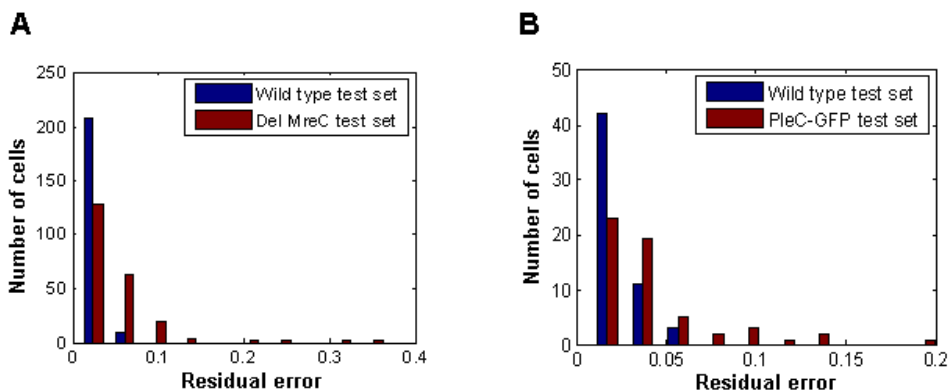 A
Number of cells
250
200
150
100
50
0
0 0.1 0.2 0.3 0.4
Residual error
Wild type test set
Del MreC test set
B
Number of cells
50
40
30
20
10
0
0 0.05 0.1 0.15 0.2
Residual error
Wild type test set
PleC-GFP test set